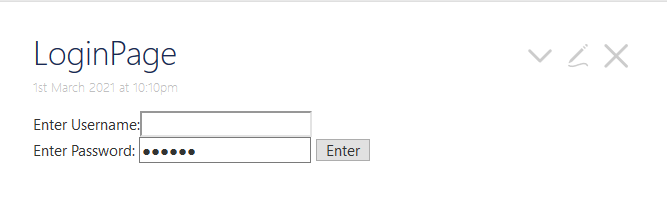 LoginPage
1st March 2021 at 10:10pm
Enter Username:
Enter Password: ●●●●●● Enter